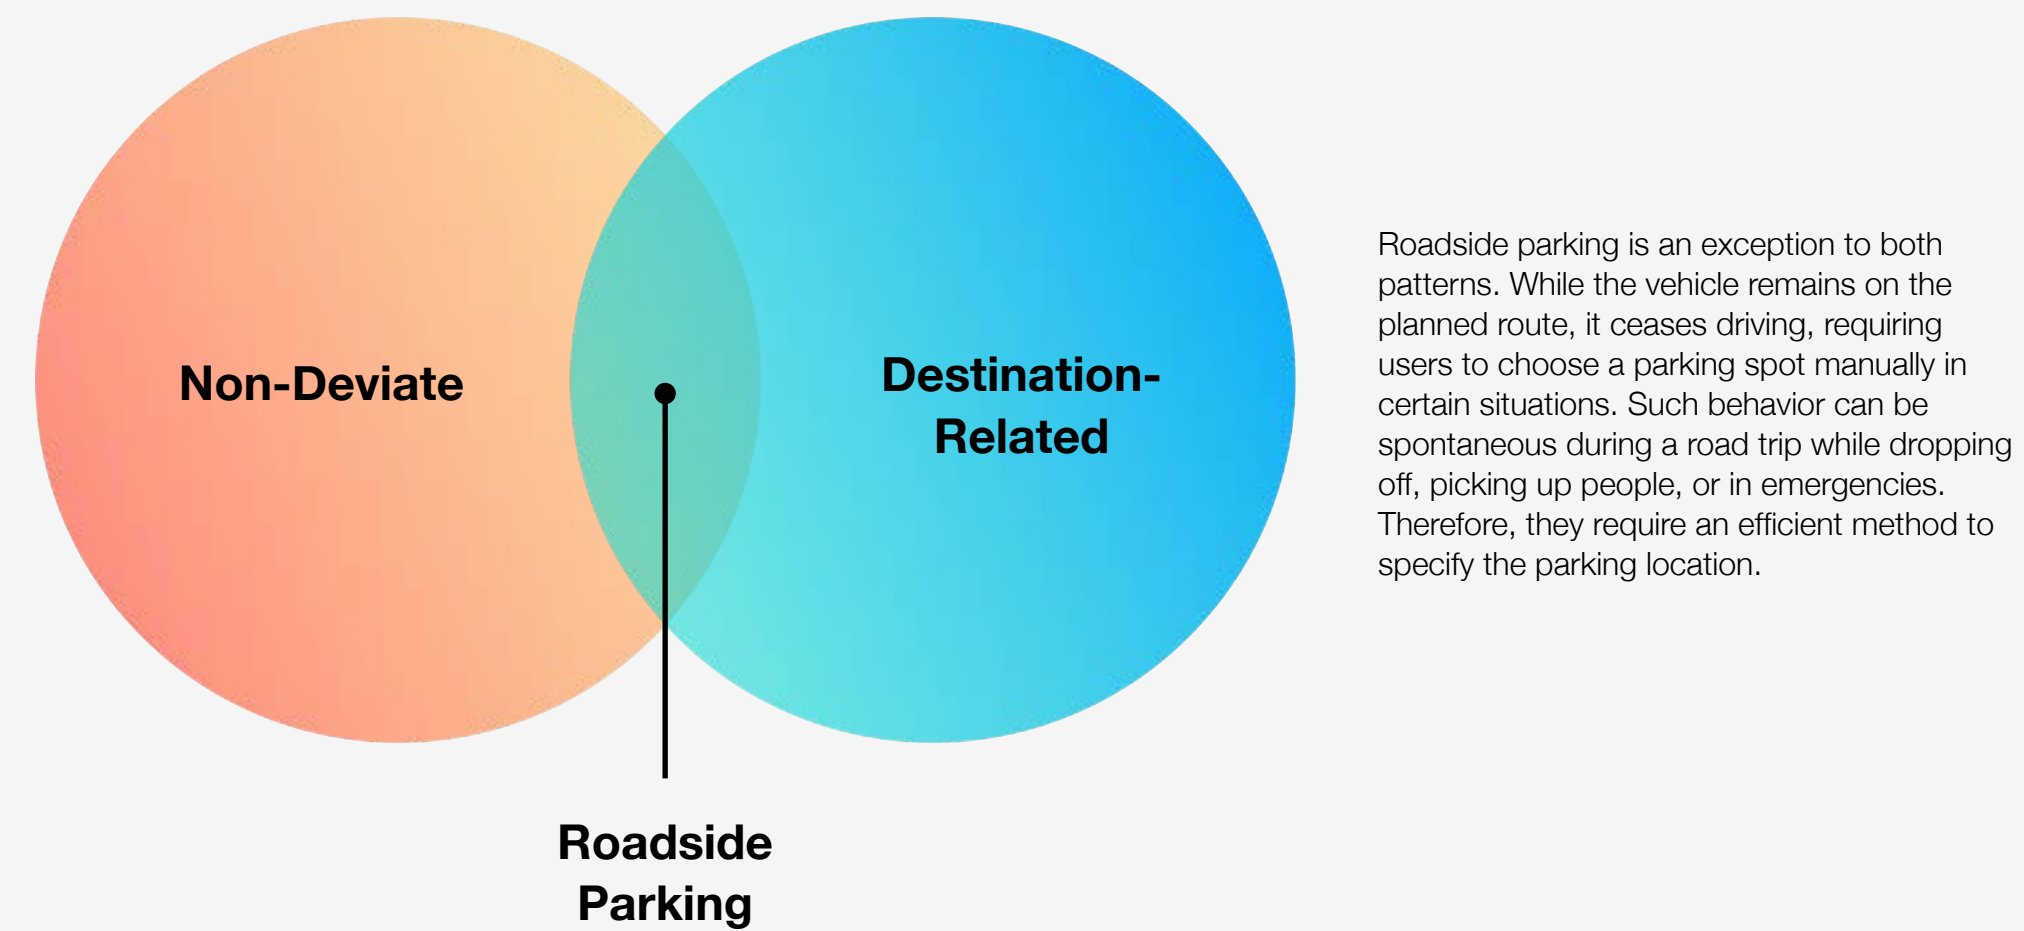 Non-Deviate
Destination-
Related
Roadside
Parking
Roadside parking is an exception to both
patterns. While the vehicle remains on the
planned route, it ceases driving, requiring
users to choose a parking spot manually in
certain situations. Such behavior can be
spontaneous during a road trip while dropping
off, picking up people, or in emergencies.
Therefore, they require an efficient method to
specify the parking location.